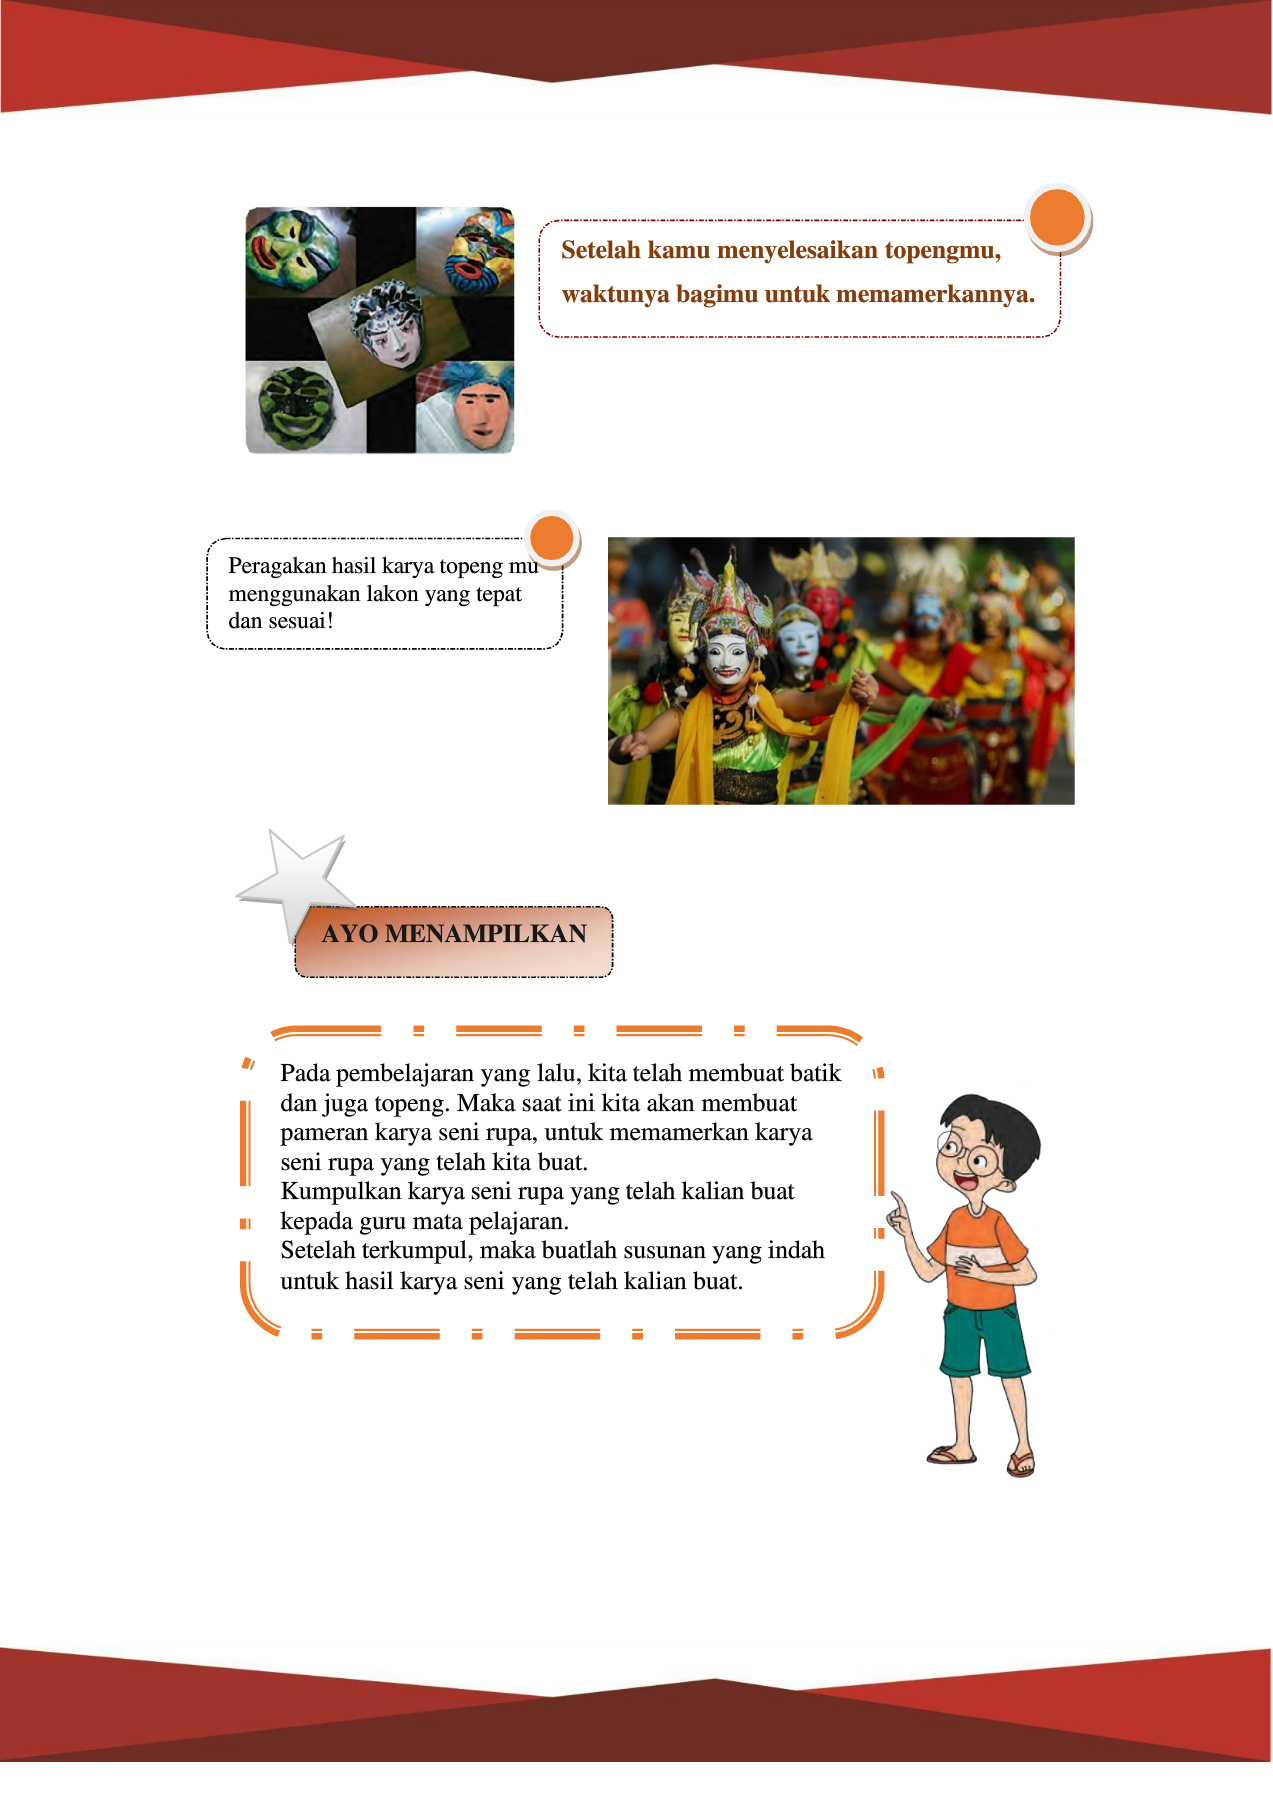 Setelah kamu menyelesaikan topengmu,
waktunya bagimu untuk memamerkannya.
Peragakan hasil karya topeng mu
menggunakan lakon yang tepat
dan sesuai!
AYO MENAMPILKAN
Pada pembelajaran yang lalu, kita telah membuat batik
dan juga topeng. Maka saat ini kita akan membuat
pameran karya seni rupa, untuk memamerkan karya
seni rupa yang telah kita buat.
Kumpulkan karya seni rupa yang telah kalian buat
kepada guru mata pelajaran.
Setelah terkumpul, maka buatlah susunan yang indah
untuk hasil karya seni yang telah kalian buat.